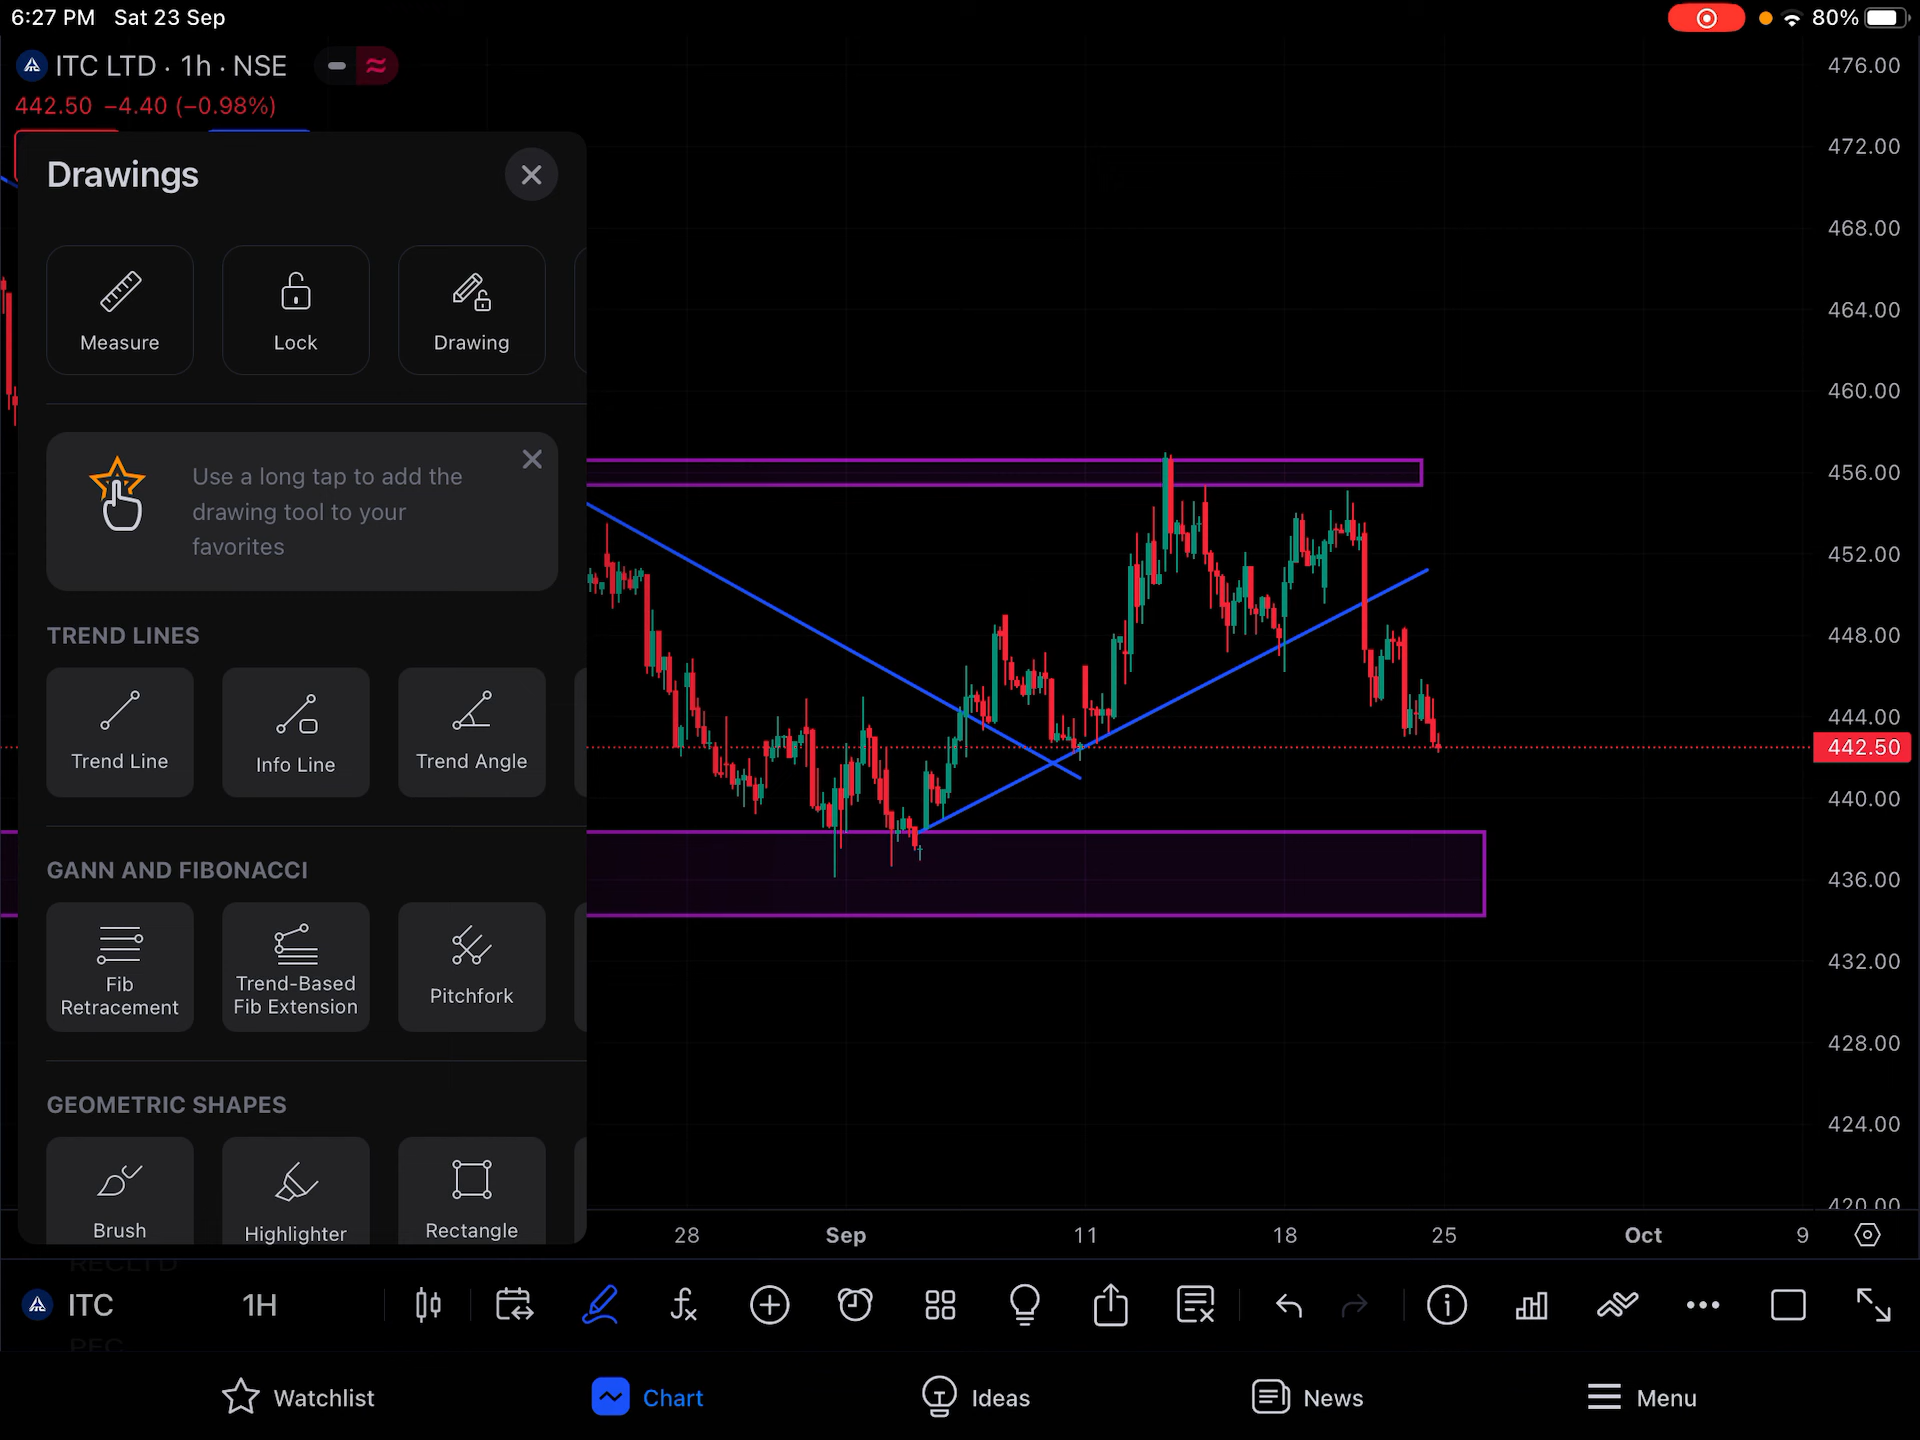 6:27 PM Sat 23 Sep
80%
ITC LTD · 1h · NSE
442.50 −4.40 (−0.98%)
Drawings
Measure
Lock
Drawing
Use a long tap to add the
drawing tool to your
favorites
TREND LINES
Trend Line
Info Line
Trend Angle
GANN AND FIBONACCI
Fib
Retracement
Trend-Based
Fib Extension
Pitchfork
GEOMETRIC SHAPES
Brush
Highlighter
Rectangle
476.00
472.00
468.00
464.00
460.00
456.00
452.00
448.00
444.00
442.50
440.00
436.00
432.00
428.00
424.00
420.00
28 Sep 11 18 25 Oct 9
RECLTD
ITC 1H
REC
Watchlist
Chart
Ideas
News
Menu